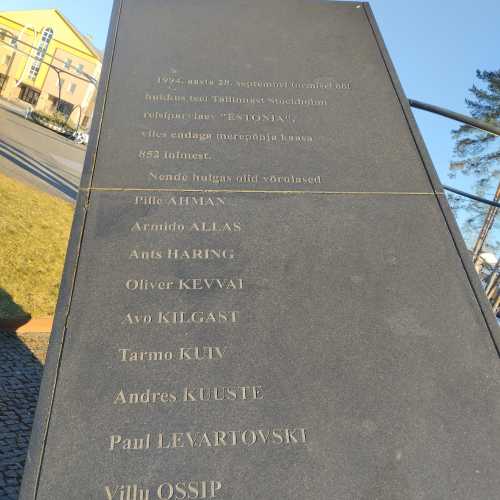 1994. aasta 28. septembri tormisel ööl
hukkus teel Tallinnast Stockholmi
reisiparvlaev "ESTONIA",
viies endaga merepõhja kaasa
852 inimest.
Nende hulgas olid võrulased
Pille AHMAN
Armido ALLAS
Ants HARING
Oliver KEVVAI
Avo KILGAST
Tarmo KUIV
Andres KUUSTE
Paul LEVARTOVSKI
Villu OSSIP